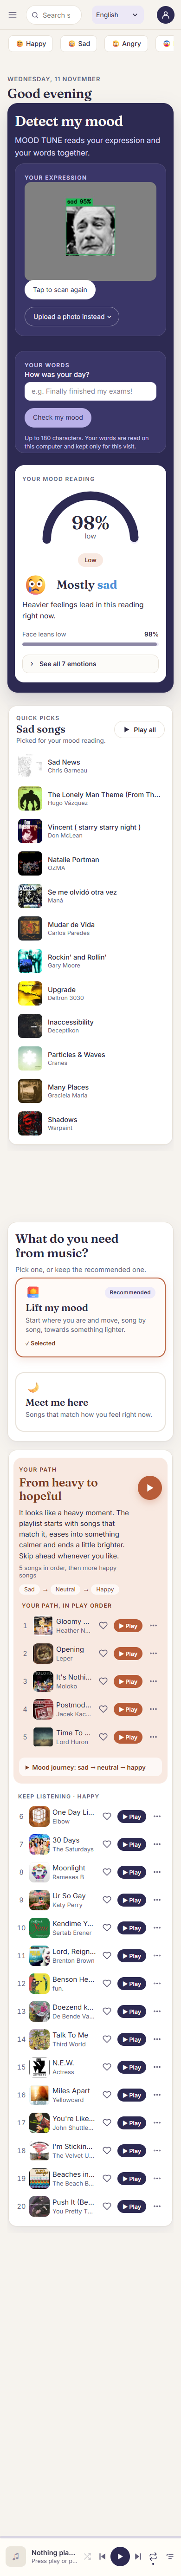 Search s
English
Happy
Sad
Angry
WEDNESDAY, 11 NOVEMBER
Good evening
Detect my mood
MOOD TUNE reads your expression and
your words together.
YOUR EXPRESSION
sad 95%
Tap to scan again
Upload a photo instead
YOUR WORDS
How was your day?
e.g. Finally finished my exams!
Check my mood
Up to 180 characters. Your words are read on
this computer and kept only for this visit.
YOUR MOOD READING
98%
low
Low
Mostly sad
Heavier feelings lead in this reading
right now.
Face leans low 98%
See all 7 emotions
QUICK PICKS
Sad songs
Picked for your mood reading.
Play all
Sad News
Chris Garneau
The Lonely Man Theme (From Th...
Hugo Vázquez
Vincent ( starry starry night )
Don McLean
Natalie Portman
OZMA
Se me olvidó otra vez
Maná
Mudar de Vida
Carlos Paredes
Rockin' and Rollin'
Gary Moore
Upgrade
Deltron 3030
Inaccessibility
Deceptikon
Particles & Waves
Cranes
Many Places
Graciela Maria
Shadows
Warpaint
What do you need
from music?
Pick one, or keep the recommended one.
Recommended
Lift my mood
Start where you are and move, song by
song, towards something lighter.
✓ Selected
Meet me here
Songs that match how you feel right now.
YOUR PATH
From heavy to
hopeful
It looks like a heavy moment. The
playlist starts with songs that
match it, eases into something
calmer and ends a little brighter.
Skip ahead whenever you like.
5 songs in order, then more happy
songs
Sad → Neutral → Happy
YOUR PATH, IN PLAY ORDER
1 Gloomy ... Play
Heather N...
2 Opening Play
Leper
3 It's Nothi... Play
Moloko
4 Postmod... Play
Jacek Kac...
5 Time To ... Play
Lord Huron
Mood journey: sad → neutral → happy
KEEP LISTENING · HAPPY
6 One Day Li... Play
Elbow
7 30 Days Play
The Saturdays
8 Moonlight Play
Rameses B
9 Ur So Gay Play
Katy Perry
10 Kendime Y... Play
Sertab Erener
11 Lord, Reign... Play
Brenton Brown
12 Benson He... Play
fun.
13 Doezend k... Play
De Bende Va...
14 Talk To Me Play
Third World
15 N.E.W. Play
Actress
16 Miles Apart Play
Yellowcard
17 You're Like... Play
John Shuttle...
18 I'm Stickin... Play
The Velvet U...
19 Beaches in... Play
The Beach B...
20 Push It (Be... Play
You Pretty T...
Nothing pla...
Press play or p...